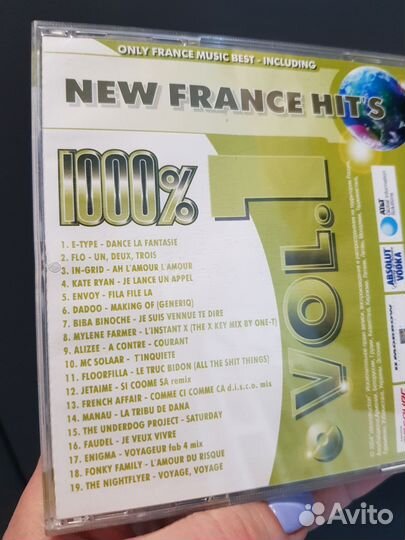 ONLY FRANCE MUSIC BEST - INCLUDING
NEW FRANCE HIT'S
1000%
VOL.1
1. E-TYPE - DANCE LA FANTASIE
2. FLO - UN, DEUX, TROIS
3. IN-GRID - AH L'AMOUR L'AMOUR
4. KATE RYAN - JE LANCE UN APPEL
5. ENVOY - FILA FILE LA
6. DADOO - MAKING OF (GENERIQ)
7. BIBA BINOCHE - JE SUIS VENNUE TE DIRE
8. MYLENE FARMER - L'INSTANT X (THE X KEY MIX BY ONE-T)
9. ALIZEE - A CONTRE - COURANT
10. MC SOLAAR - T'INQUIETE
11. FLOORFILLA - LE TRUC BIDON (ALL THE SHIT THINGS)
12. JETAIME - SI COOME SA remix
13. FRENCH AFFAIR - COMME CI COMME CA d.i.s.c.o. mix
14. MANAU - LA TRIBU DE DANA
15. THE UNDERDOG PROJECT - SATURDAY
16. FAUDEL - JE VEUX VIVRE
17. ENIGMA - VOYAGEUR fab 4 mix
18. FONKY FAMILY - L'AMOUR DU RISQUE
19. THE NIGHTFLYER - VOYAGE, VOYAGE
AT&T
Global Information
Solutions
ABSOLUT
VODKA
Avito